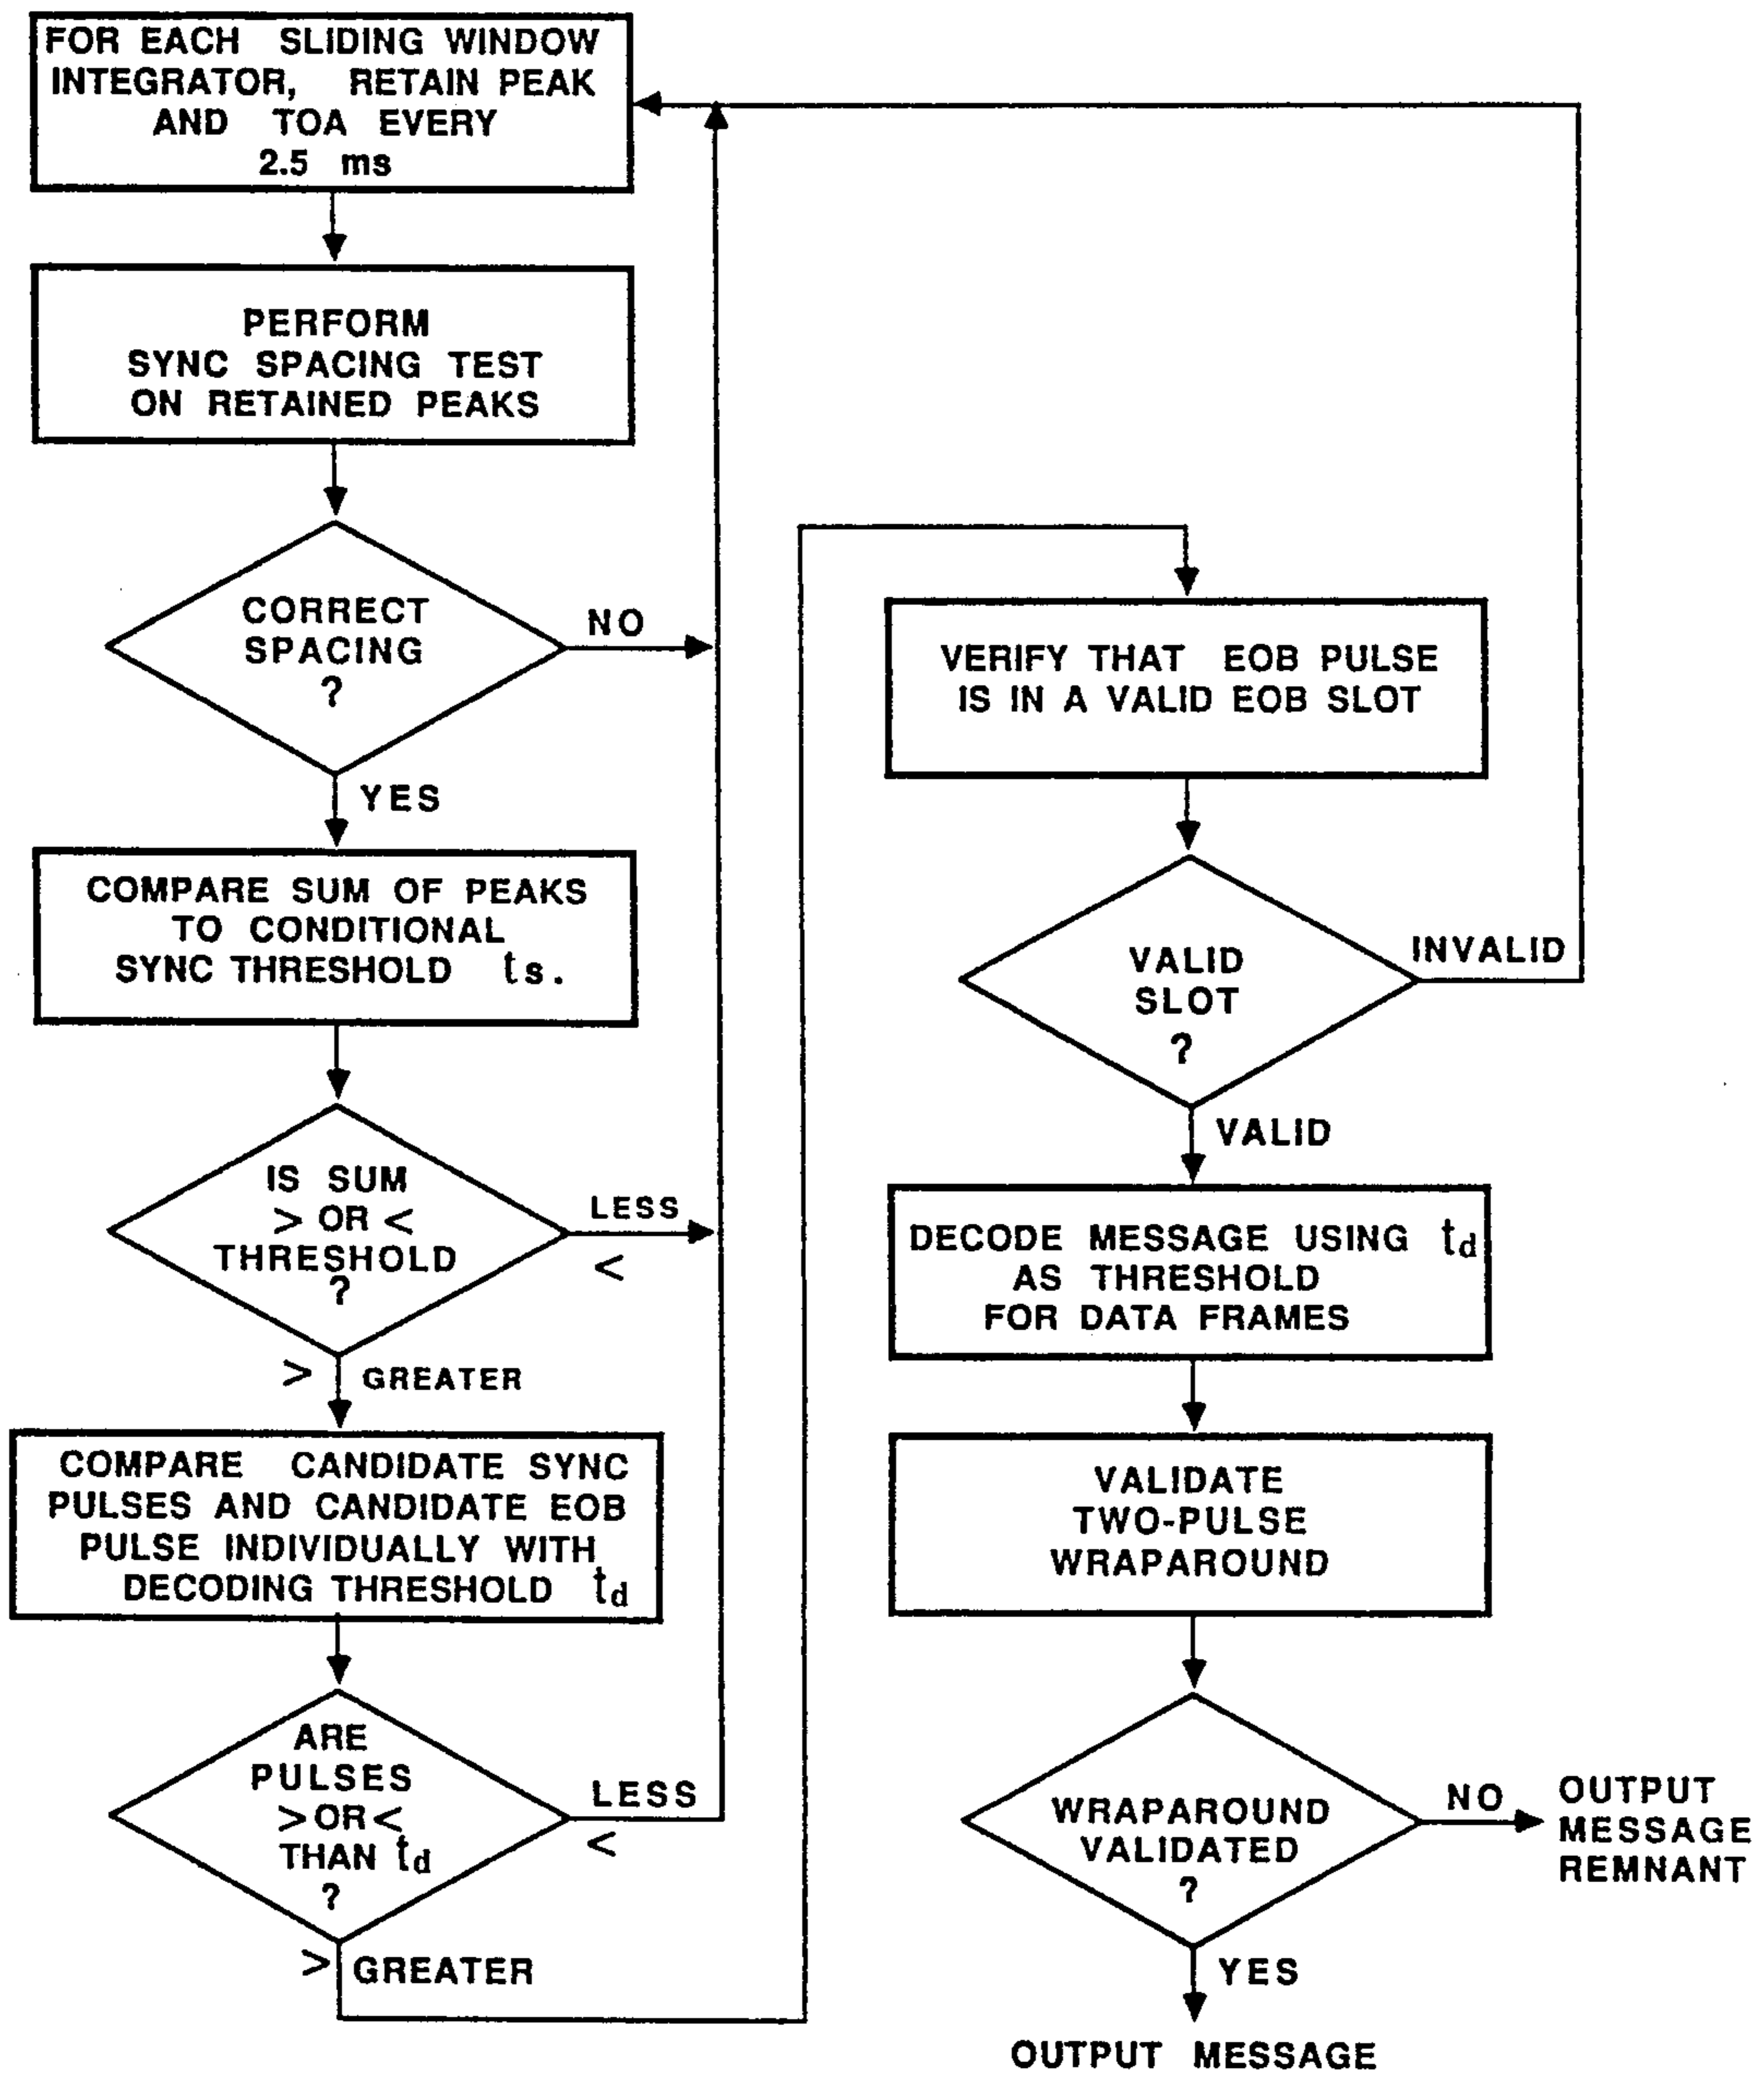 FOR EACH SLIDING WINDOW
INTEGRATOR, RETAIN PEAK
AND TOA EVERY
2.5 ms
PERFORM
SYNC SPACING TEST
ON RETAINED PEAKS
CORRECT
SPACING
?
NO
YES
COMPARE SUM OF PEAKS
TO CONDITIONAL
SYNC THRESHOLD ts.
IS SUM
> OR <
THRESHOLD
?
LESS
<
> GREATER
COMPARE CANDIDATE SYNC
PULSES AND CANDIDATE EOB
PULSE INDIVIDUALLY WITH
DECODING THRESHOLD td
ARE
PULSES
> OR <
THAN td
?
LESS
<
> GREATER
VERIFY THAT EOB PULSE
IS IN A VALID EOB SLOT
VALID
SLOT
?
INVALID
VALID
DECODE MESSAGE USING td
AS THRESHOLD
FOR DATA FRAMES
VALIDATE
TWO-PULSE
WRAPAROUND
WRAPAROUND
VALIDATED
?
NO
OUTPUT
MESSAGE
REMNANT
YES
OUTPUT MESSAGE